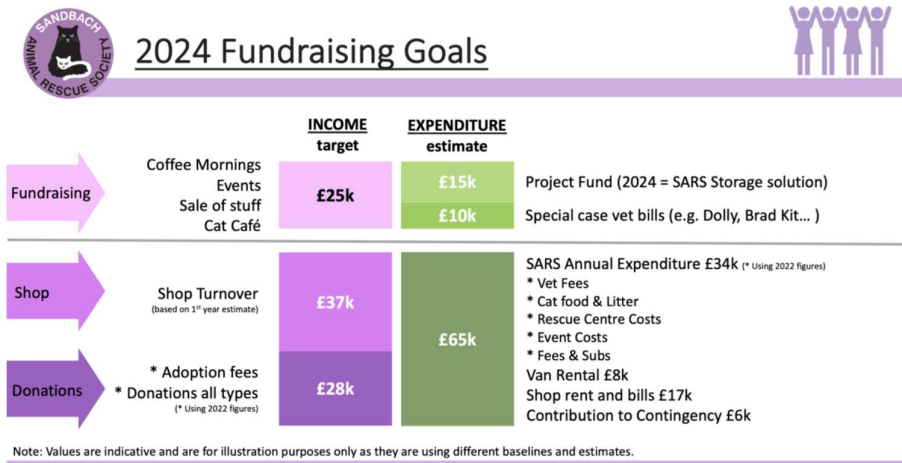 SANDBACH
ANIMAL RESCUE SOCIETY
2024 Fundraising Goals
INCOME
target
EXPENDITURE
estimate
Fundraising
Coffee Mornings
Events
Sale of stuff
Cat Café
£25k
£15k
£10k
Project Fund (2024 = SARS Storage solution)
Special case vet bills (e.g. Dolly, Brad Kit... )
Shop
Shop Turnover
(based on 1st year estimate)
£37k
Donations
* Adoption fees
* Donations all types
(* Using 2022 figures)
£28k
£65k
SARS Annual Expenditure £34k (* Using 2022 figures)
* Vet Fees
* Cat food & Litter
* Rescue Centre Costs
* Event Costs
* Fees & Subs
Van Rental £8k
Shop rent and bills £17k
Contribution to Contingency £6k
Note: Values are indicative and are for illustration purposes only as they are using different baselines and estimates.